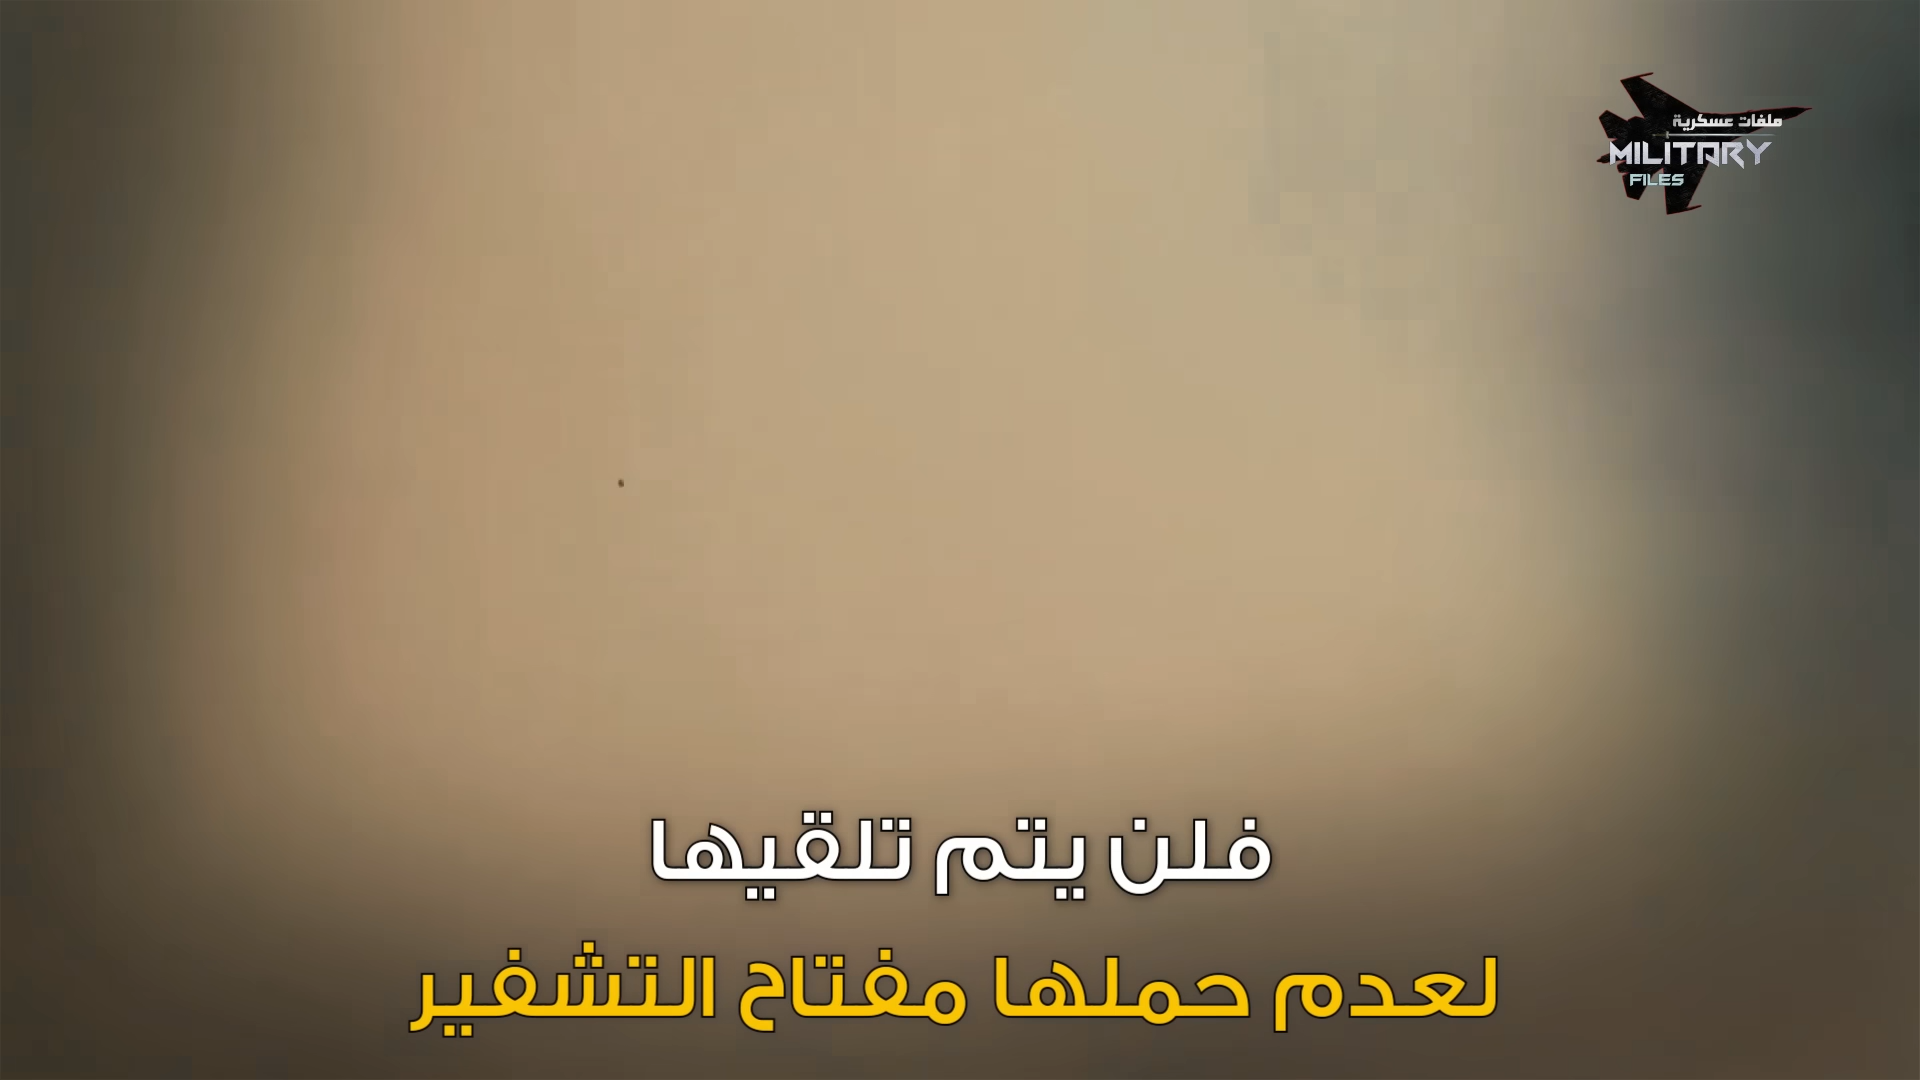 ملفات عسكرية
MILITARY
FILES
فلن يتم تلقيها
لعدم حملها مفتاح التشفير